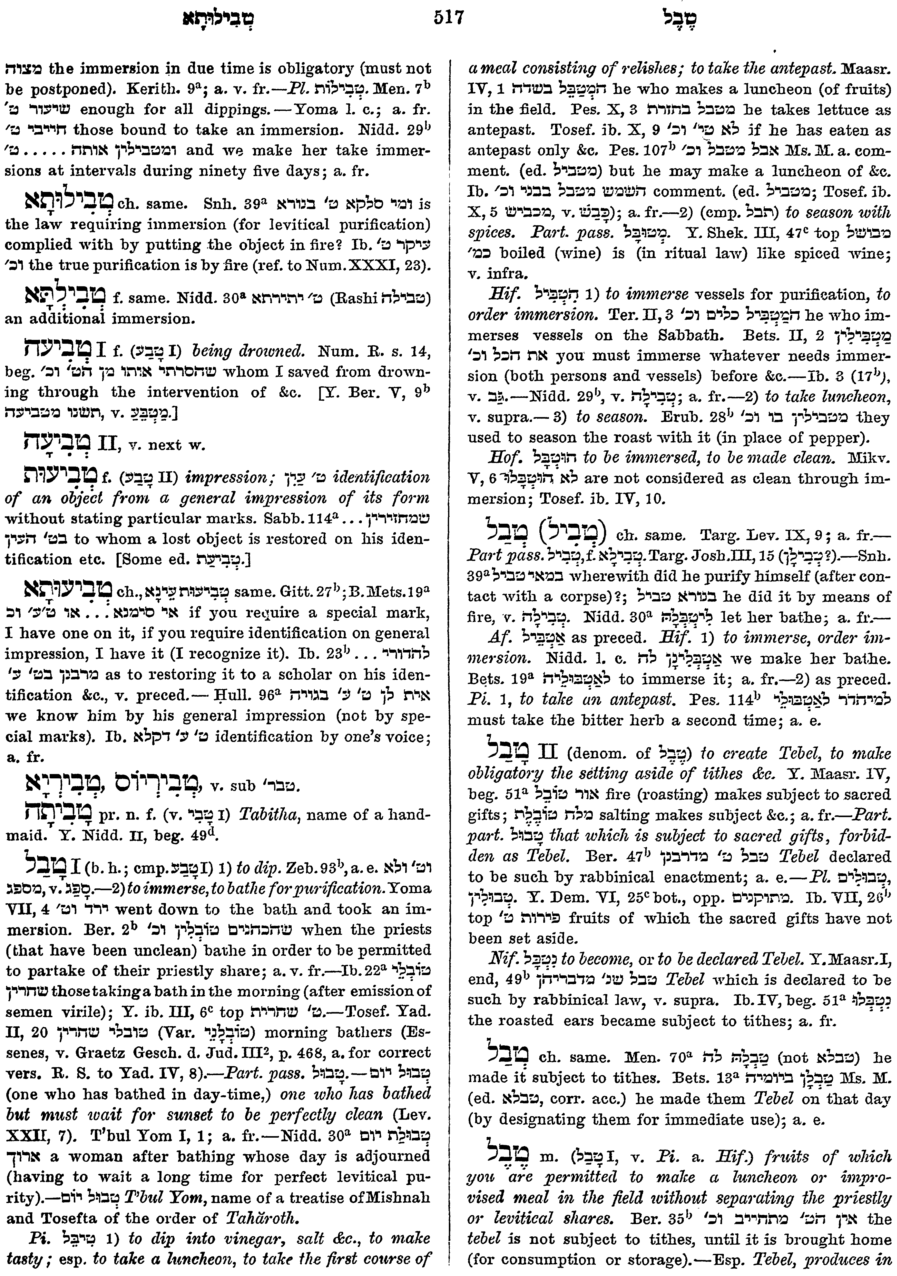 טְבִילוּתָא 517 טֶבֶל
מצוה the immersion in due time is obligatory (must not
be postponed). Kerith. 9ᵃ; a. v. fr.—Pl. טְבִילוֹת. Men. 7ᵇ
שיעור ט' enough for all dippings.—Yoma l. c.; a. fr.
חייבי ט' those bound to take an immersion. Nidd. 29ᵇ
ומטבילין אותה ..... ט' and we make her take immer-
sions at intervals during ninety five days; a. fr.
טְבִילוּתָא ch. same. Snh. 39ᵃ ומי סלקא ט' בנורא is
the law requiring immersion (for levitical purification)
complied with by putting the object in fire? Ib. עיקר ט'
וכ' the true purification is by fire (ref. to Num. XXXI, 23).
טְבִילְתָּא f. same. Nidd. 30ᵃ ט' יתירתא (Rashi טבילה)
an additional immersion.
טְבִיעָה I f. (טָבַע I) being drowned. Num. R. s. 14,
beg. שחסרתי אותו מן הט' וכ' whom I saved from drown-
ing through the intervention of &c. [Y. Ber. V, 9ᵇ
תשנו מטביעה, v. מַטְבֵּעַ.]
טְבִיעָה II, v. next w.
טְבִיעוּת f. (טָבַע II) impression; ט' עַיִן identification
of an object from a general impression of its form
without stating particular marks. Sabb. 114ᵃ ... שמחזירין
בט' העין to whom a lost object is restored on his iden-
tification etc. [Some ed. טְבִיעַת.]
טְבִיעוּתָא ch., טְבִיעוּת עֵינָא same. Gitt. 27ᵇ; B. Mets. 19ᵃ
אי סימנא ... או ט'ע' וכ' if you require a special mark,
I have one on it, if you require identification on general
impression, I have it (I recognize it). Ib. 23ᵇ ... להדורי
מרבנן בט' ע' as to restoring it to a scholar on his iden-
tification &c., v. preced.—Ḥull. 96ᵃ אית לן ט' ע' בגויה
we know him by his general impression (not by spe-
cial marks). Ib. ט' ע' דקלא identification by one's voice;
a. fr.
טְבִירְיָא, טְבִירְיוֹס, v. sub טבר'.
טְבִיתָה pr. n. f. (v. טְבִי I) Tabitha, name of a hand-
maid. Y. Nidd. II, beg. 49ᵈ.
טָבַל I (b. h.; cmp. טָבַע I) 1) to dip. Zeb. 93ᵇ, a. e. וט' ולא
מספג, v. סָפַג.—2) to immerse, to bathe for purification. Yoma
VII, 4 ירד וט' went down to the bath and took an im-
mersion. Ber. 2ᵇ שהכהנים טוֹבְלִין וכ' when the priests
(that have been unclean) bathe in order to be permitted
to partake of their priestly share; a. v. fr.—Ib. 22ᵃ טוֹבְלֵי
שחרין those taking a bath in the morning (after emission of
semen virile); Y. ib. III, 6ᶜ top ט' שחרית.—Tosef. Yad.
II, 20 טובלי שחרין (Var. טוֹבְלָנֵי) morning bathers (Es-
senes, v. Graetz Gesch. d. Jud. III², p. 468, a. for correct
vers. R. S. to Yad. IV, 8).—Part. pass. טָבוּל.—טְבוּל יוֹם
(one who has bathed in day-time,) one who has bathed
but must wait for sunset to be perfectly clean (Lev.
XXII, 7). T'bul Yom I, 1; a. fr.—Nidd. 30ᵃ טְבוּלַת יוֹם
ארוך a woman after bathing whose day is adjourned
(having to wait a long time for perfect levitical pu-
rity).—טְבוּל יוֹם T'bul Yom, name of a treatise of Mishnah
and Tosefta of the order of Tahăroth.
Pi. טִיבֵּל 1) to dip into vinegar, salt &c., to make
tasty; esp. to take a luncheon, to take the first course of
a meal consisting of relishes; to take the antepast. Maasr.
IV, 1 הַמְטַבֵּל בשדה he who makes a luncheon (of fruits)
in the field. Pes. X, 3 מטבל בחזרת he takes lettuce as
antepast. Tosef. ib. X, 9 לא טי' וכ' if he has eaten as
antepast only &c. Pes. 107ᵇ אבל מטבל וכ' Ms. M. a. com-
ment. (ed. מטביל) but he may make a luncheon of &c.
Ib. השמש מטבל בבני וכ' comment. (ed. מטביל; Tosef. ib.
X, 5 מכביש, v. כָּבַשׁ); a. fr.—2) (cmp. תבל) to season with
spices. Part. pass. מְטוּבָּל. Y. Shek. III, 47ᶜ top מבושל
כמ' boiled (wine) is (in ritual law) like spiced wine;
v. infra.
Hif. הִטְבִּיל 1) to immerse vessels for purification, to
order immersion. Ter. II, 3 הַמַּטְבִּיל כלים וכ' he who im-
merses vessels on the Sabbath. Bets. II, 2 מַטְבִּילִין
את הכל וכ' you must immerse whatever needs immer-
sion (both persons and vessels) before &c.—Ib. 3 (17ᵇ),
v. גַּב.—Nidd. 29ᵇ, v. טְבִילָה; a. fr.—2) to take luncheon,
v. supra.—3) to season. Erub. 28ᵇ מטבילין בו וכ' they
used to season the roast with it (in place of pepper).
Hof. הוּטְבַּל to be immersed, to be made clean. Mikv.
V, 6 לא הוּטְבָּלוּ are not considered as clean through im-
mersion; Tosef. ib. IV, 10.
טְבַל (טְבִיל) ch. same. Targ. Lev. IX, 9; a. fr.—
Part pass. טְבִיל, f. טְבִילָא. Targ. Josh. III, 15 (טְבִילָן?).—Snh.
39ᵃ במאי טביל wherewith did he purify himself (after con-
tact with a corpse)?; בנורא טביל he did it by means of
fire, v. טְבִילָה. Nidd. 30ᵃ לִיטְבְּלָהּ let her bathe; a. fr.—
Af. אַטְבֵּיל as preced. Hif. 1) to immerse, order im-
mersion. Nidd. l. c. אַטְבְּלִינַן לה we make her bathe.
Bets. 19ᵃ לְאַטְבּוּלֵיהּ to immerse it; a. fr.—2) as preced.
Pi. 1, to take an antepast. Pes. 114ᵇ למיהדר לְאַטְבּוּלֵי
must take the bitter herb a second time; a. e.
טָבַל II (denom. of טֶבֶל) to create Tebel, to make
obligatory the setting aside of tithes &c. Y. Maasr. IV,
beg. 51ᵃ אור טוֹבֵל fire (roasting) makes subject to sacred
gifts; מלח טוֹבֶלֶת salting makes subject &c.; a. fr.—Part.
part. טָבוּל that which is subject to sacred gifts, forbid-
den as Tebel. Ber. 47ᵇ טבל ט' מדרבנן Tebel declared
to be such by rabbinical enactment; a. e.—Pl. טְבוּלִים,
טְבוּלִין. Y. Dem. VI, 25ᶜ bot., opp. מתוקנים. Ib. VII, 26ᵇ
top פירות ט' fruits of which the sacred gifts have not
been set aside.
Nif. נִטְבַּל to become, or to be declared Tebel. Y. Maasr. I,
end, 49ᵇ טבל שנ' מדבריהן Tebel which is declared to be
such by rabbinical law, v. supra. Ib. IV, beg. 51ᵃ נִטְבְּלוּ
the roasted ears became subject to tithes; a. fr.
טְבַל ch. same. Men. 70ᵃ טַבְלָהּ לה (not טבלא) he
made it subject to tithes. Bets. 13ᵃ טַבְלָן ביומיה Ms. M.
(ed. טבלא, corr. acc.) he made them Tebel on that day
(by designating them for immediate use); a. e.
טֶבֶל m. (טָבַל I, v. Pi. a. Hif.) fruits of which
you are permitted to make a luncheon or impro-
vised meal in the field without separating the priestly
or levitical shares. Ber. 35ᵇ אין הט' מתחייב וכ' the
tebel is not subject to tithes, until it is brought home
(for consumption or storage).—Esp. Tebel, produces in